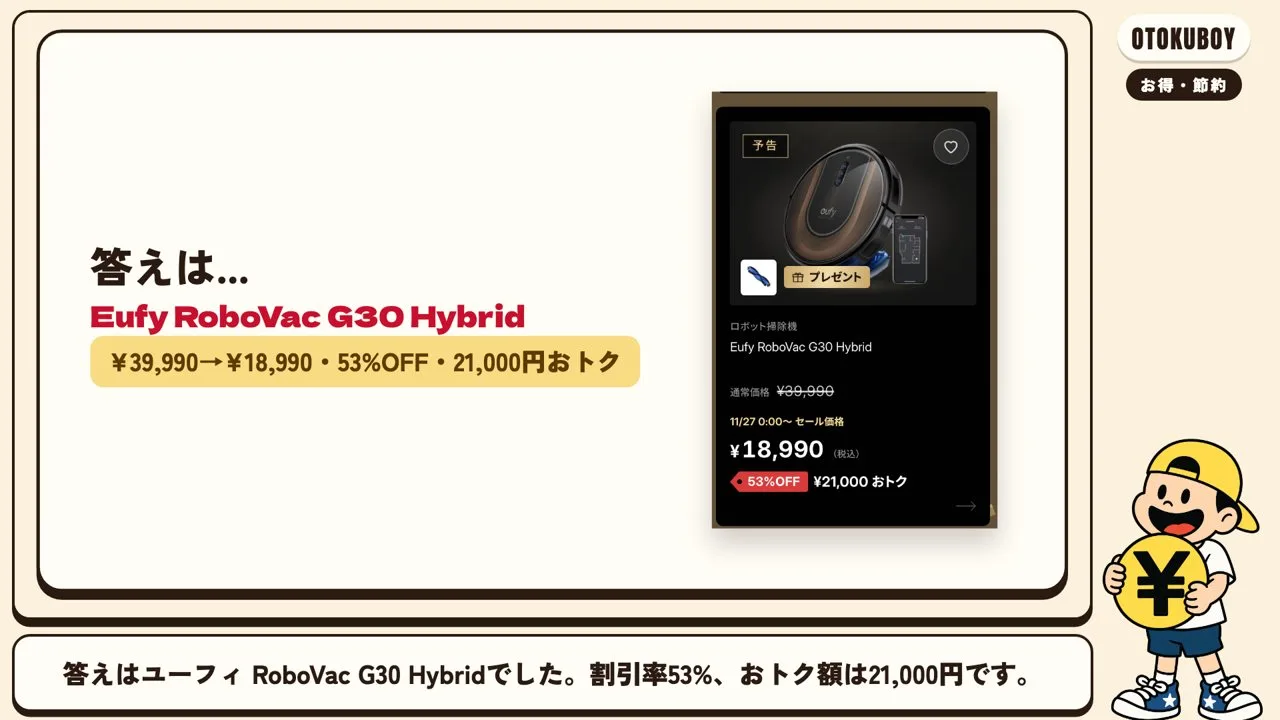 OTOKUBOY
お得・節約
答えは...
Eufy RoboVac G30 Hybrid
¥39,990→¥18,990・53%OFF・21,000円おトク
予告
eufy
プレゼント
ロボット掃除機
Eufy RoboVac G30 Hybrid
通常価格 ¥39,990
11/27 0:00〜 セール価格
¥18,990 (税込)
53%OFF ¥21,000 おトク
¥
答えはユーフィ RoboVac G30 Hybridでした。割引率53%、おトク額は21,000円です。